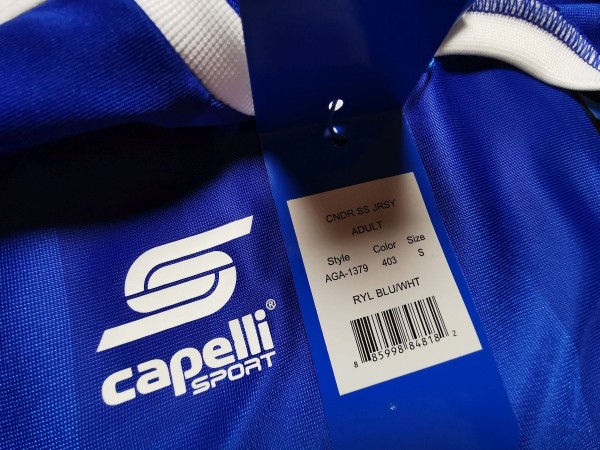 CNDR SS JRSY
ADULT
Style Color Size
AGA-1379 403 S
RYL BLU/WHT
8 85998 84818 2
capelli®
SPORT